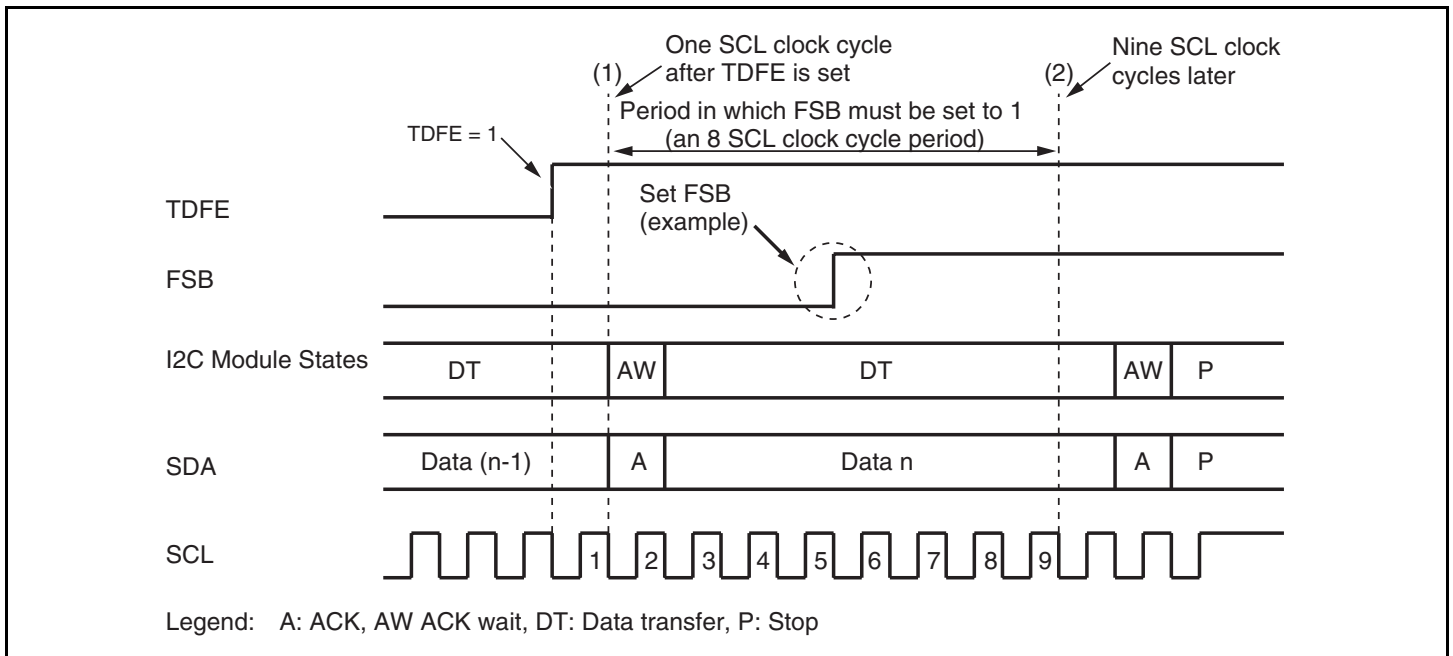 One SCL clock cycle
after TDFE is set
(1)
Nine SCL clock
cycles later
(2)
Period in which FSB must be set to 1
(an 8 SCL clock cycle period)
TDFE = 1
TDFE
Set FSB
(example)
FSB
I2C Module States
DT
AW
DT
AW
P
SDA
Data (n-1)
A
Data n
A
P
SCL
1
2
3
4
5
6
7
8
9
Legend: A: ACK, AW ACK wait, DT: Data transfer, P: Stop